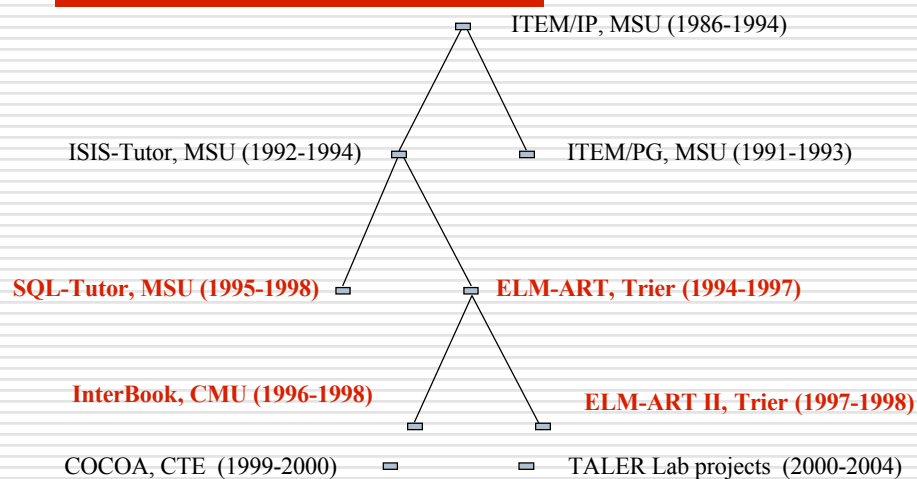 ITEM/IP, MSU (1986-1994)
ISIS-Tutor, MSU (1992-1994)
ITEM/PG, MSU (1991-1993)
SQL-Tutor, MSU (1995-1998)
ELM-ART, Trier (1994-1997)
InterBook, CMU (1996-1998)
ELM-ART II, Trier (1997-1998)
COCOA, CTE (1999-2000)
TALER Lab projects (2000-2004)